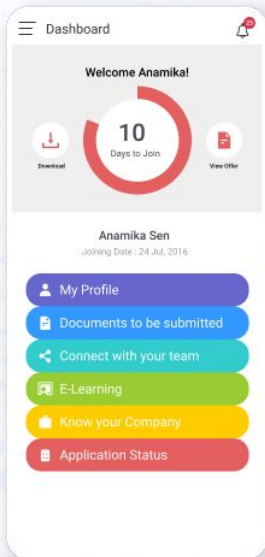 Dashboard
25
Welcome Anamika!
10
Days to Join
Download
View Offer
Anamika Sen
Joining Date : 24 Jul, 2016
My Profile
Documents to be submitted
Connect with your team
E-Learning
Know your Company
Application Status